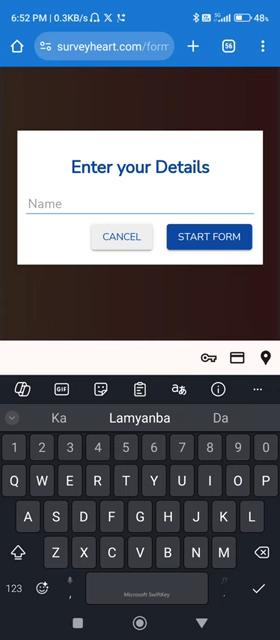 6:52 PM | 0.3KB/s
48%
surveyheart.com/form
56
Enter your Details
Name
CANCEL
START FORM
GIF
Ka
Lamyanba
Da
1 2 3 4 5 6 7 8 9 0
Q W E R T Y U I O P
A S D F G H J K L
Z X C V B N M
123
,
Microsoft SwiftKey